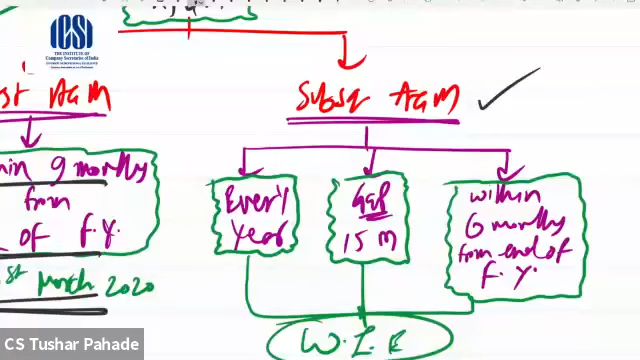 ICSI
THE INSTITUTE OF
Company Secretaries of India
st AGM
Subsq AGM
in 9 months
from
of F.Y.
st March 2020
Every
Year
Gap
15 M
within
6 months
from end of
F.Y.
W.I.E
CS Tushar Pahade